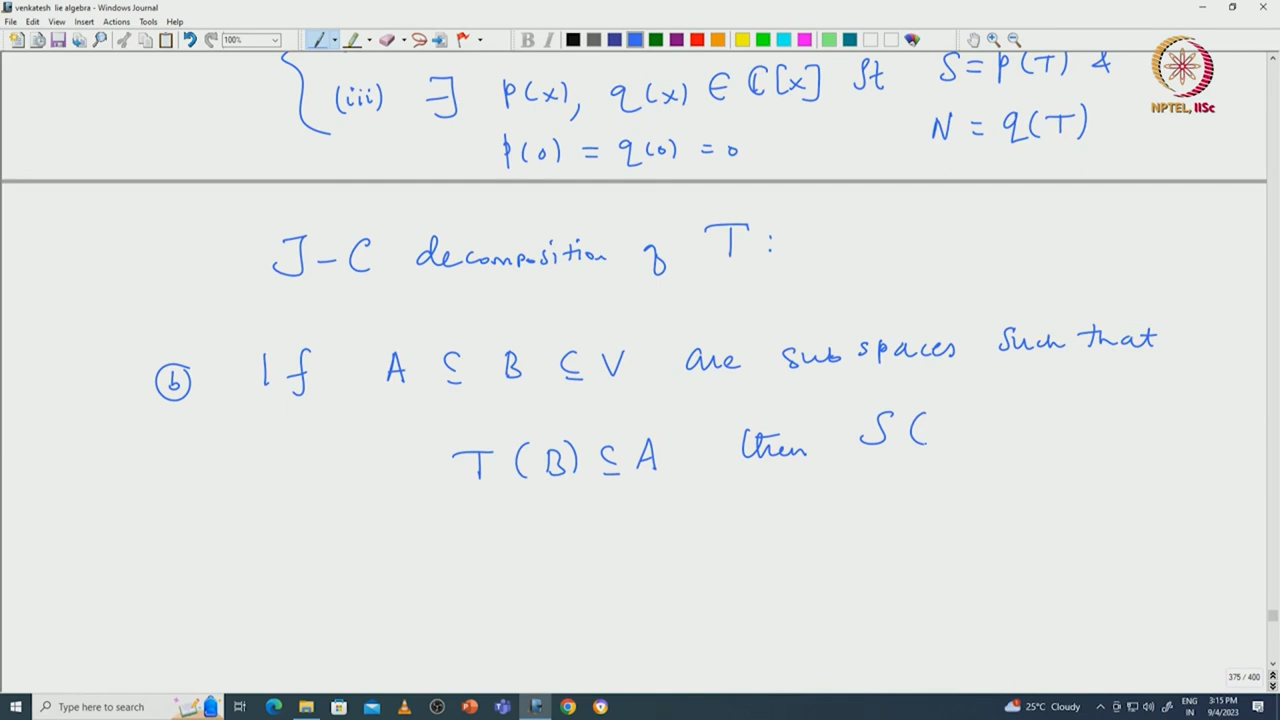 venkatesh lie algebra - Windows Journal
File Edit View Insert Actions Tools Help
100%
B I
(iii) ∃ p(x), q(x) ∈ ℂ[x] st S = p(T) &
N = q(T)
p(0) = q(0) = 0
NPTEL, IISc
J-C decomposition of T :
(b) If A ⊆ B ⊆ V are subspaces such that
T(B) ⊆ A then S(
375 / 400
Type here to search
25°C Cloudy
ENG
IN
3:15 PM
9/4/2023